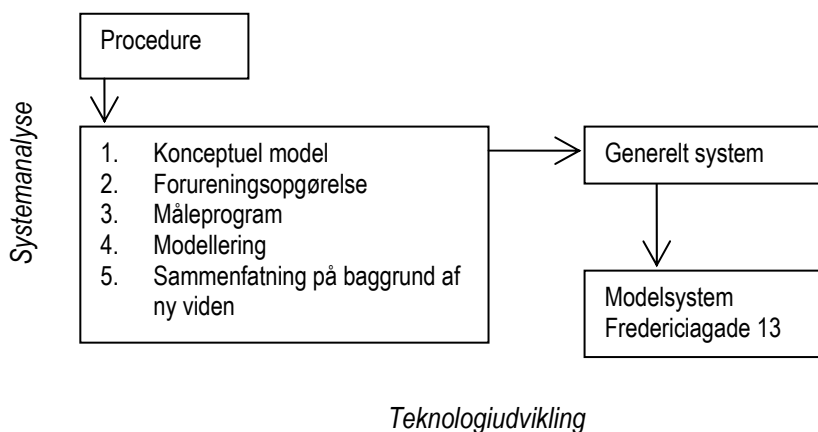 Procedure
Systemanalyse
1. Konceptuel model
2. Forureningsopgørelse
3. Måleprogram
4. Modellering
5. Sammenfatning på baggrund af
ny viden
Generelt system
Modelsystem
Fredericiagade 13
Teknologiudvikling